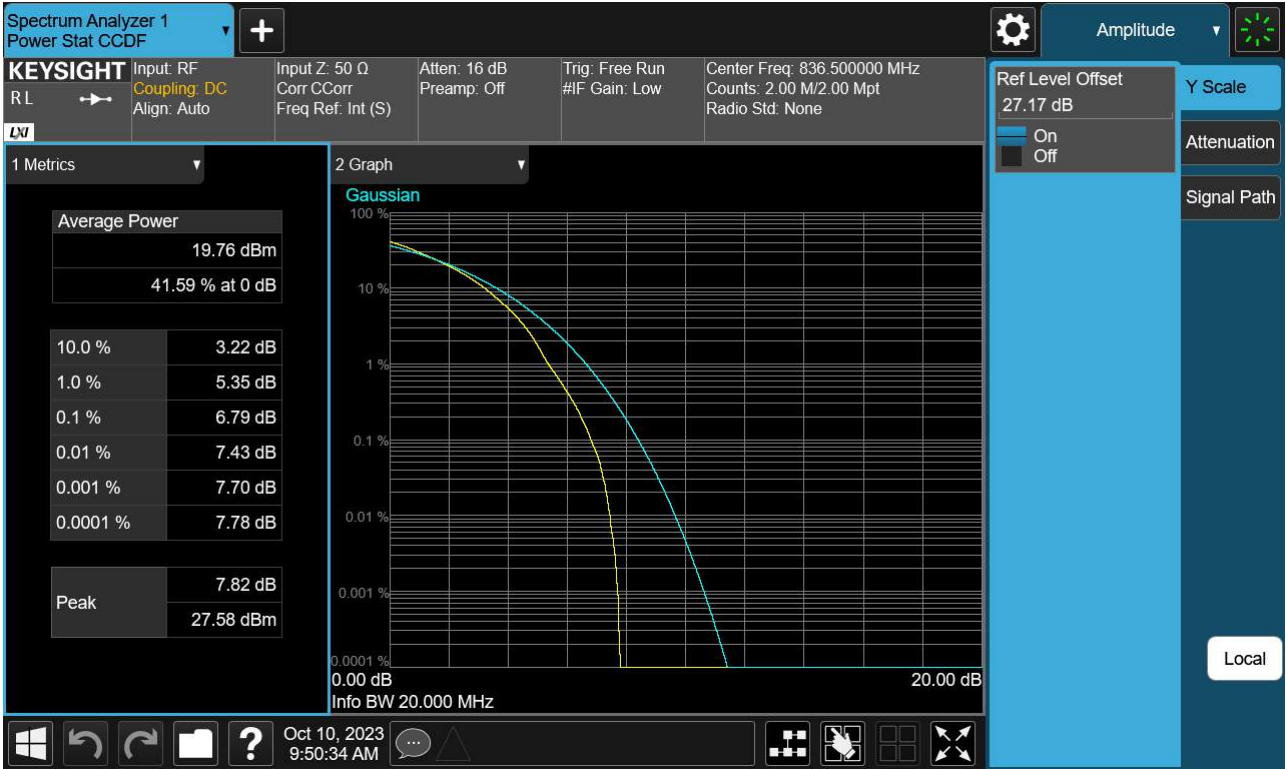 Spectrum Analyzer 1
Power Stat CCDF
Amplitude
KEYSIGHT
RL
LXI
Input: RF
Coupling: DC
Align: Auto
Input Z: 50 Ω
Corr CCorr
Freq Ref: Int (S)
Atten: 16 dB
Preamp: Off
Trig: Free Run
#IF Gain: Low
Center Freq: 836.500000 MHz
Counts: 2.00 M/2.00 Mpt
Radio Std: None
Ref Level Offset
27.17 dB
On
Off
Y Scale
Attenuation
Signal Path
1 Metrics
Average Power
19.76 dBm
41.59 % at 0 dB
10.0 % 3.22 dB
1.0 % 5.35 dB
0.1 % 6.79 dB
0.01 % 7.43 dB
0.001 % 7.70 dB
0.0001 % 7.78 dB
Peak
7.82 dB
27.58 dBm
2 Graph
Gaussian
100 %
10 %
1 %
0.1 %
0.01 %
0.001 %
0.0001 %
0.00 dB 20.00 dB
Info BW 20.000 MHz
Local
Oct 10, 2023
9:50:34 AM